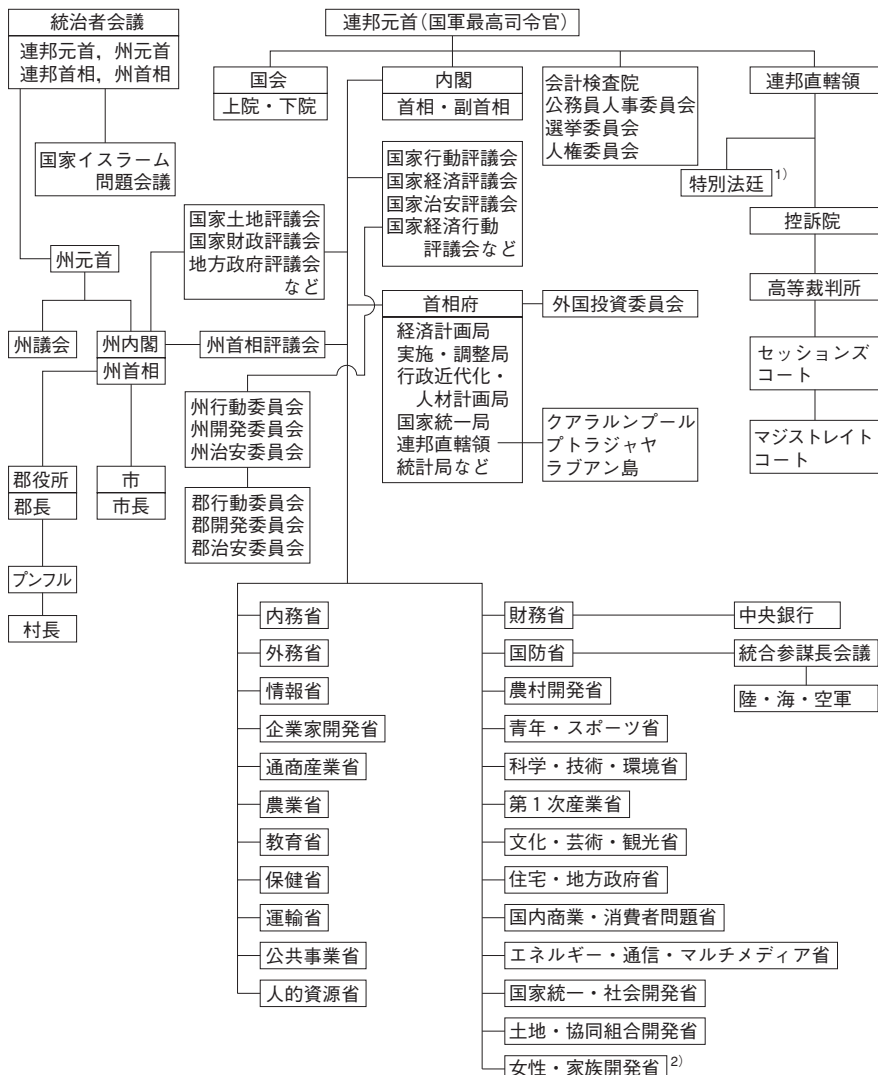 統治者会議
連邦元首，州元首
連邦首相，州首相
国家イスラーム
問題会議
連邦元首（国軍最高司令官）
国会
上院・下院
内閣
首相・副首相
会計検査院
公務員人事委員会
選挙委員会
人権委員会
連邦直轄領
特別法廷1）
控訴院
高等裁判所
セッションズ
コート
マジストレイト
コート
国家行動評議会
国家経済評議会
国家治安評議会
国家経済行動
評議会など
国家土地評議会
国家財政評議会
地方政府評議会
など
州元首
州議会
州内閣
州首相
州首相評議会
首相府
経済計画局
実施・調整局
行政近代化・
人材計画局
国家統一局
連邦直轄領
統計局など
外国投資委員会
クアラルンプール
プトラジャヤ
ラブアン島
州行動委員会
州開発委員会
州治安委員会
郡行動委員会
郡開発委員会
郡治安委員会
郡役所
郡長
市
市長
プンフル
村長
内務省
外務省
情報省
企業家開発省
通商産業省
農業省
教育省
保健省
運輸省
公共事業省
人的資源省
財務省
中央銀行
国防省
統合参謀長会議
陸・海・空軍
農村開発省
青年・スポーツ省
科学・技術・環境省
第1次産業省
文化・芸術・観光省
住宅・地方政府省
国内商業・消費者問題省
エネルギー・通信・マルチメディア省
国家統一・社会開発省
土地・協同組合開発省
女性・家族開発省2）